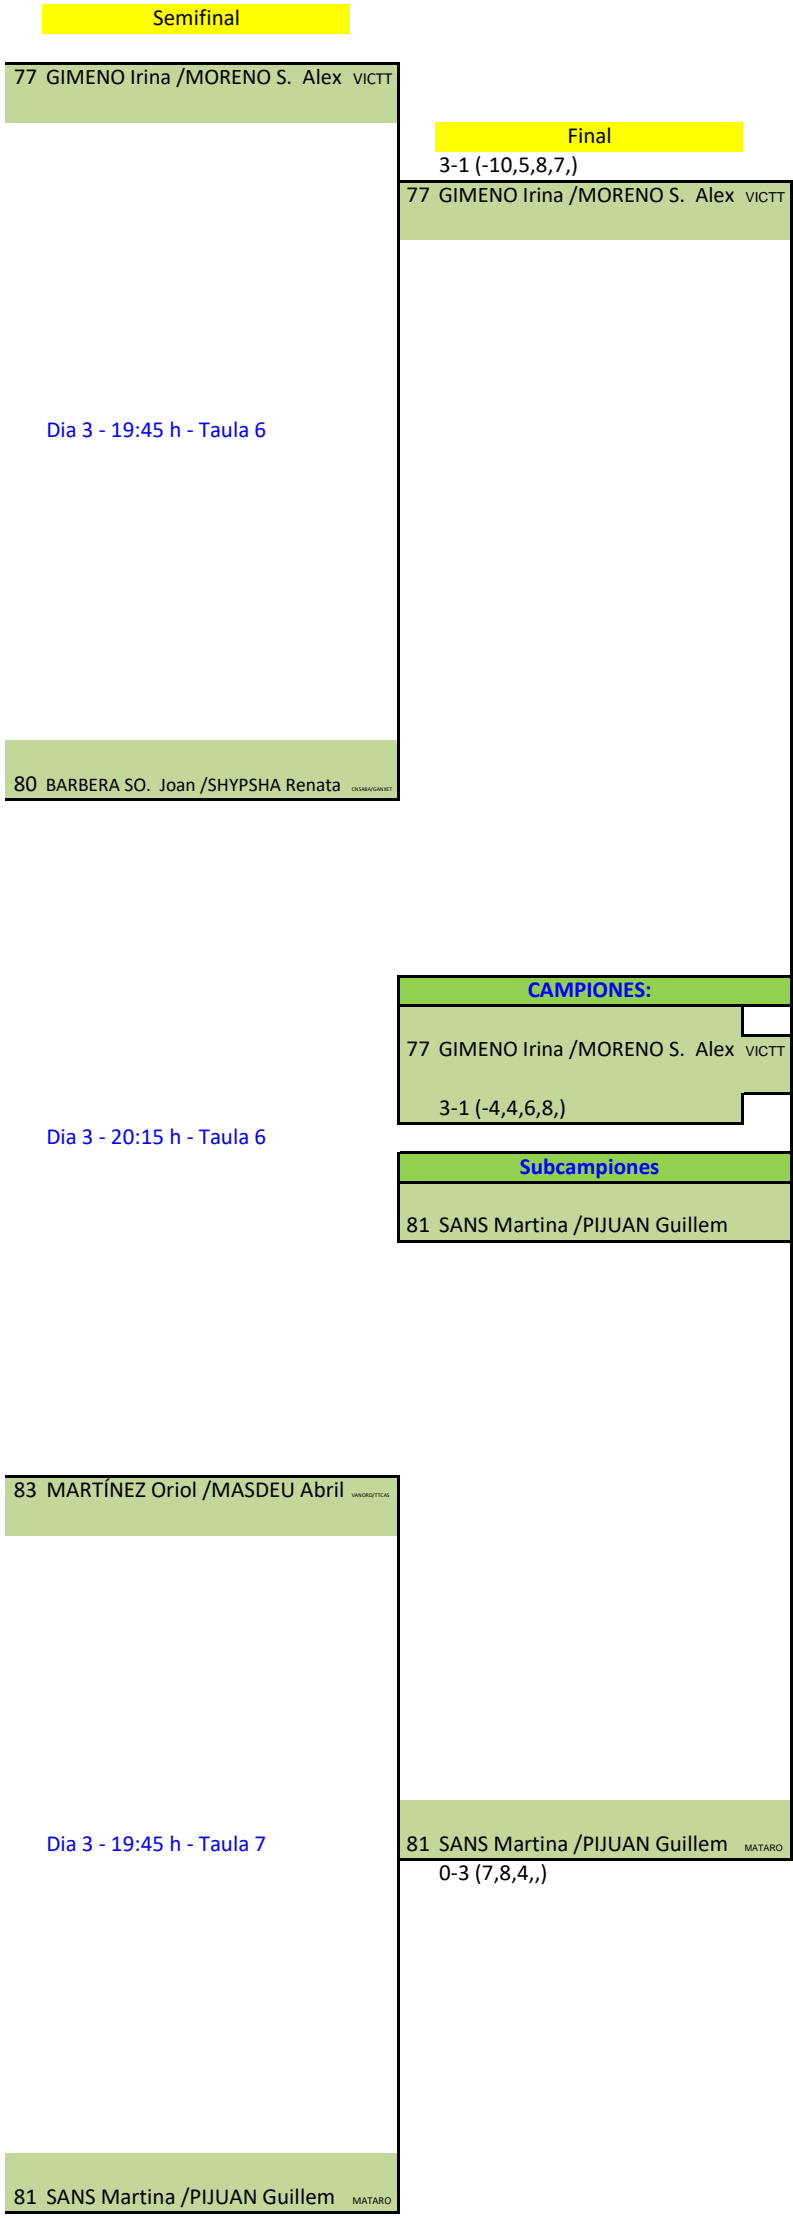 Semifinal
77 GIMENO Irina /MORENO S. Alex VICTT
Final
3-1 (-10,5,8,7,)
77 GIMENO Irina /MORENO S. Alex VICTT
Dia 3 - 19:45 h - Taula 6
80 BARBERA SO. Joan /SHYPSHA Renata CNSABA/GANXET
CAMPIONES:
77 GIMENO Irina /MORENO S. Alex VICTT
3-1 (-4,4,6,8,)
Dia 3 - 20:15 h - Taula 6
Subcampiones
81 SANS Martina /PIJUAN Guillem
83 MARTÍNEZ Oriol /MASDEU Abril
Dia 3 - 19:45 h - Taula 7
81 SANS Martina /PIJUAN Guillem MATARO
0-3 (7,8,4,,)
81 SANS Martina /PIJUAN Guillem MATARO